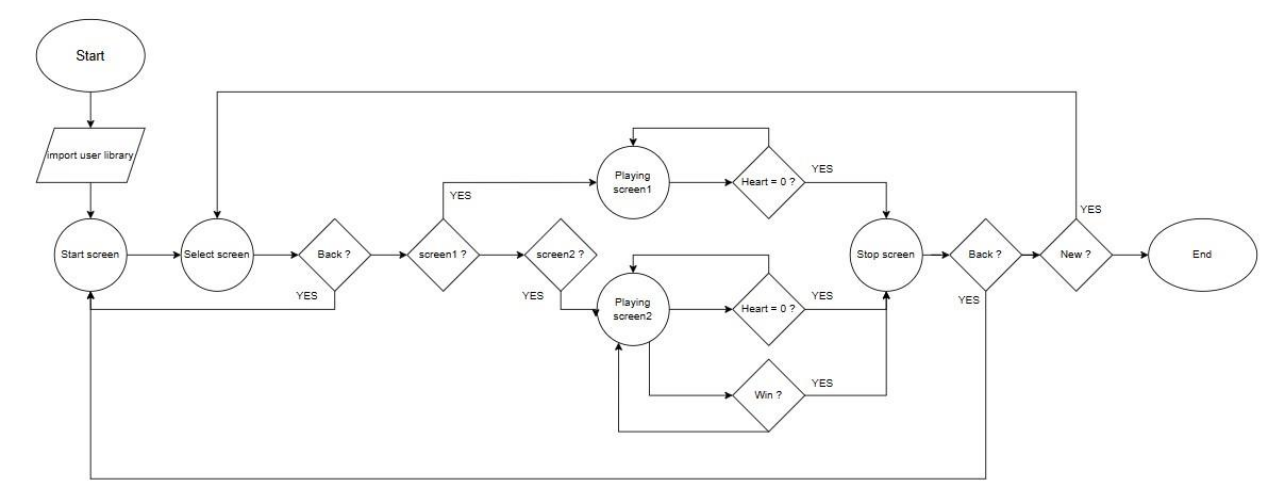 Start
import user library
Start screen
Select screen
Back ?
YES
screen1 ?
YES
screen2 ?
YES
Playing
screen1
Heart = 0 ?
YES
Playing
screen2
Heart = 0 ?
YES
Win ?
YES
Stop screen
Back ?
YES
New ?
YES
End